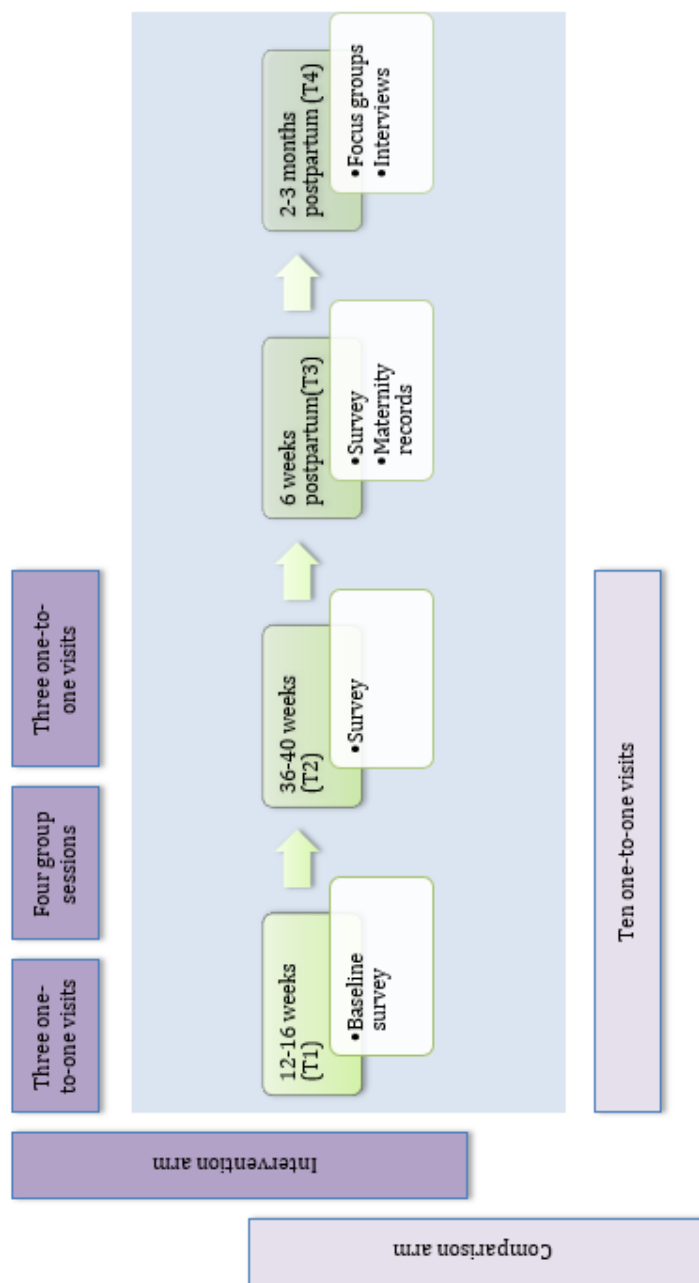 Three one-
to-one visits
Four group
sessions
Three one-to-
one visits
Intervention arm
Comparison arm
12-16 weeks
(T1)
•Baseline
survey
36-40 weeks
(T2)
•Survey
6 weeks
postpartum(T3)
•Survey
•Maternity
records
2-3 months
postpartum (T4)
•Focus groups
•Interviews
Ten one-to-one visits